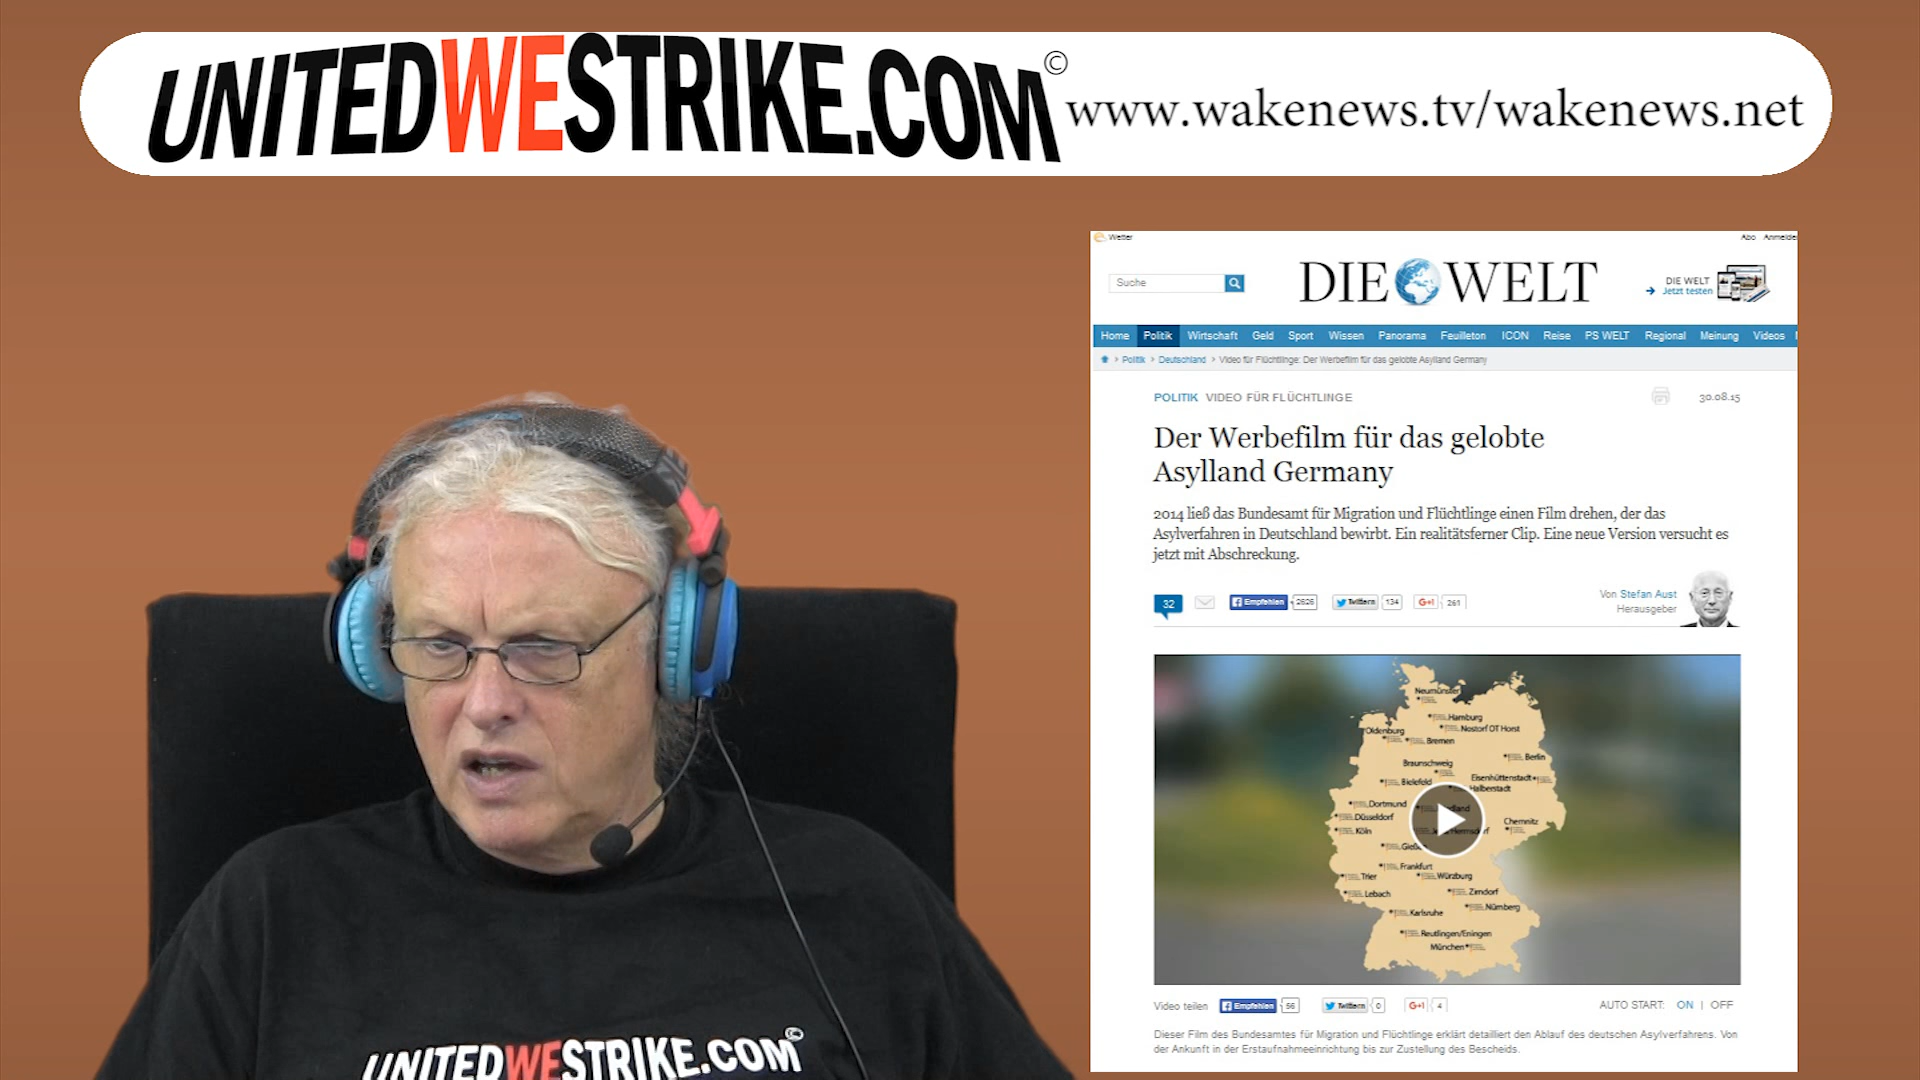 UNITEDWESTRIKE.COM©
www.wakenews.tv/wakenews.net
Wetter
Abo Anmelden
Suche
DIE WELT
DIE WELT
Jetzt testen
Home Politik Wirtschaft Geld Sport Wissen Panorama Feuilleton ICON Reise PS WELT Regional Meinung Videos
Politik > Deutschland > Video für Flüchtlinge: Der Werbefilm für das gelobte Asylland Germany
POLITIK VIDEO FÜR FLÜCHTLINGE
30.08.15
Der Werbefilm für das gelobte
Asylland Germany
2014 ließ das Bundesamt für Migration und Flüchtlinge einen Film drehen, der das
Asylverfahren in Deutschland bewirbt. Ein realitätsferner Clip. Eine neue Version versucht es
jetzt mit Abschreckung.
32 Empfehlen 2626 Twittern 134 G+1 261
Von Stefan Aust
Herausgeber
Neumünster
Hamburg
Nostorf OT Horst
Oldenburg
Bremen
Berlin
Braunschweig
Eisenhüttenstadt
Bielefeld
Halberstadt
Dortmund
Düsseldorf
Chemnitz
Köln
Frankfurt
Trier
Würzburg
Lebach
Zirndorf
Nürnberg
Karlsruhe
Reutlingen/Eningen
München
Video teilen Empfehlen 56 Twittern 0 G+1 4
AUTO START: ON | OFF
Dieser Film des Bundesamtes für Migration und Flüchtlinge erklärt detailliert den Ablauf des deutschen Asylverfahrens. Von
der Ankunft in der Erstaufnahmeeinrichtung bis zur Zustellung des Bescheids.
UNITEDWESTRIKE.COM©